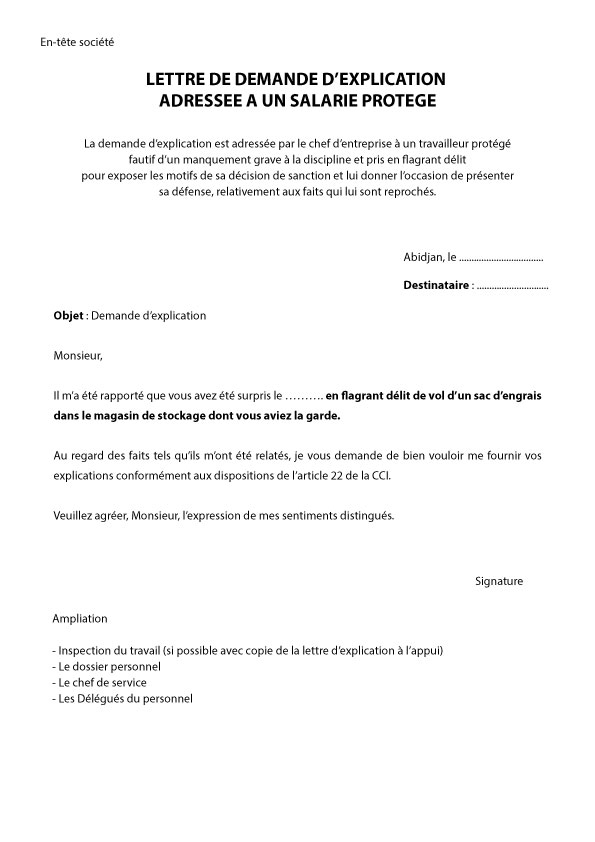 En-tête société
LETTRE DE DEMANDE D'EXPLICATION
ADRESSEE A UN SALARIE PROTEGE
La demande d'explication est adressée par le chef d'entreprise à un travailleur protégé
fautif d'un manquement grave à la discipline et pris en flagrant délit
pour exposer les motifs de sa décision de sanction et lui donner l'occasion de présenter
sa défense, relativement aux faits qui lui sont reprochés.
Abidjan, le ..................................
Destinataire : .............................
Objet : Demande d'explication
Monsieur,
Il m'a été rapporté que vous avez été surpris le ………. en flagrant délit de vol d'un sac d'engrais
dans le magasin de stockage dont vous aviez la garde.
Au regard des faits tels qu'ils m'ont été relatés, je vous demande de bien vouloir me fournir vos
explications conformément aux dispositions de l'article 22 de la CCI.
Veuillez agréer, Monsieur, l'expression de mes sentiments distingués.
Signature
Ampliation
- Inspection du travail (si possible avec copie de la lettre d'explication à l'appui)
- Le dossier personnel
- Le chef de service
- Les Délégués du personnel